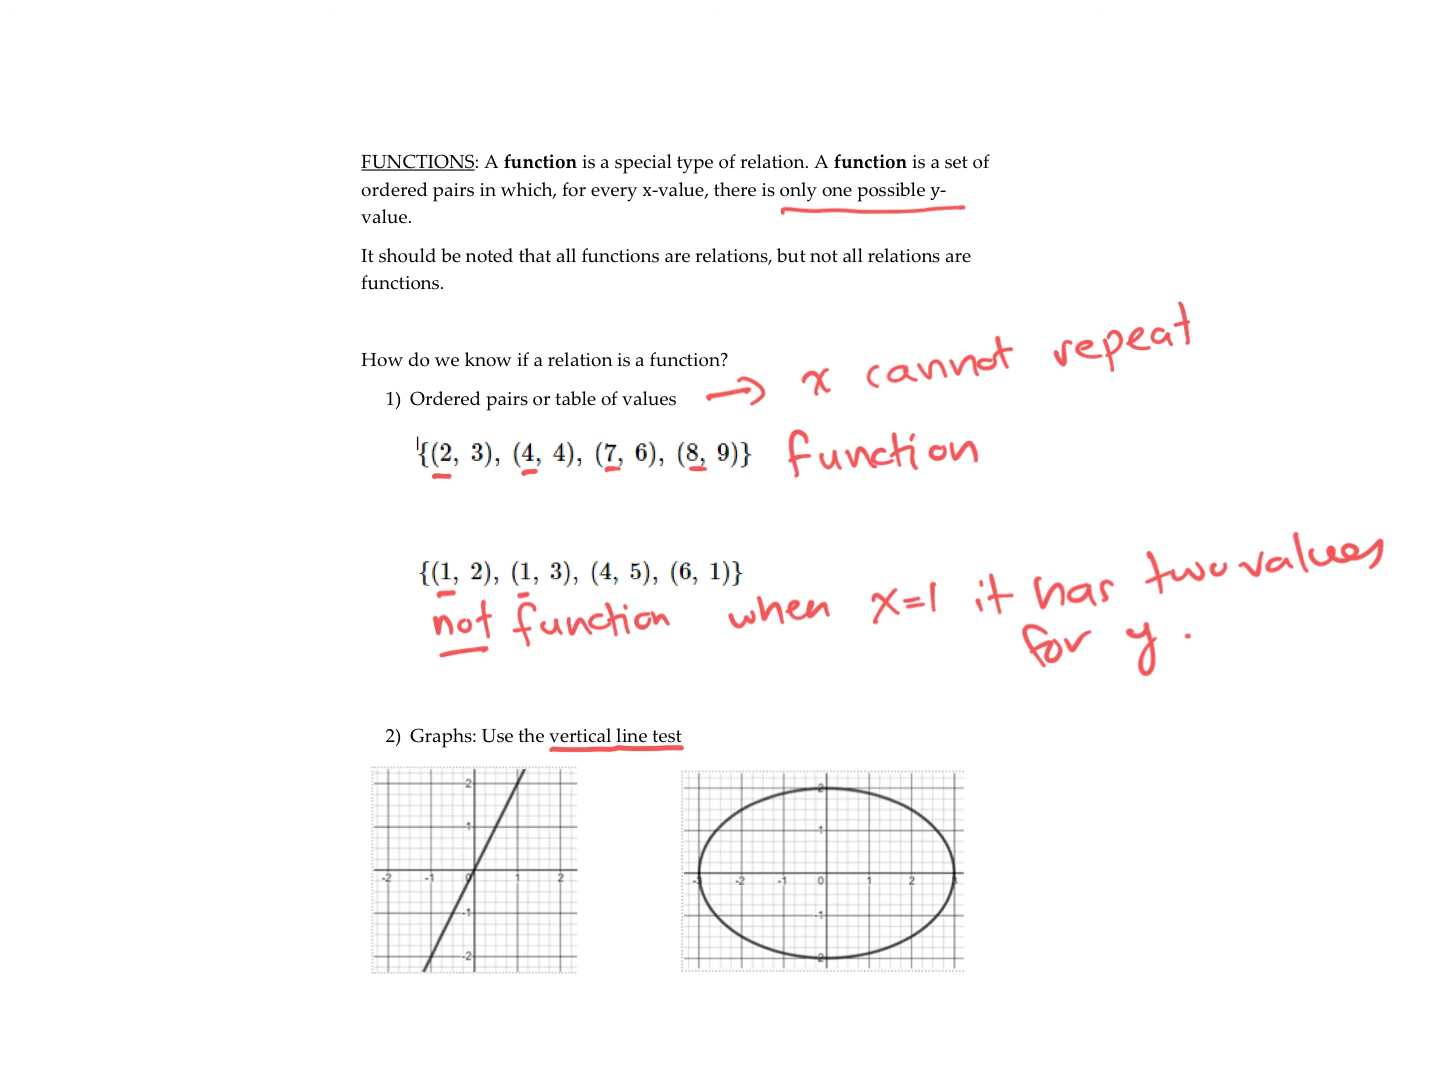 FUNCTIONS: A function is a special type of relation. A function is a set of
ordered pairs in which, for every x-value, there is only one possible y-
value.
It should be noted that all functions are relations, but not all relations are
functions.
How do we know if a relation is a function?
1) Ordered pairs or table of values → x cannot repeat
{(2, 3), (4, 4), (7, 6), (8, 9)} function
{(1, 2), (1, 3), (4, 5), (6, 1)}
not function when x=1 it has two values
for y.
2) Graphs: Use the vertical line test
2
1
-2 -1 0 1 2
-1
-2
2
1
-3 -2 -1 0 1 2 3
-1
-2